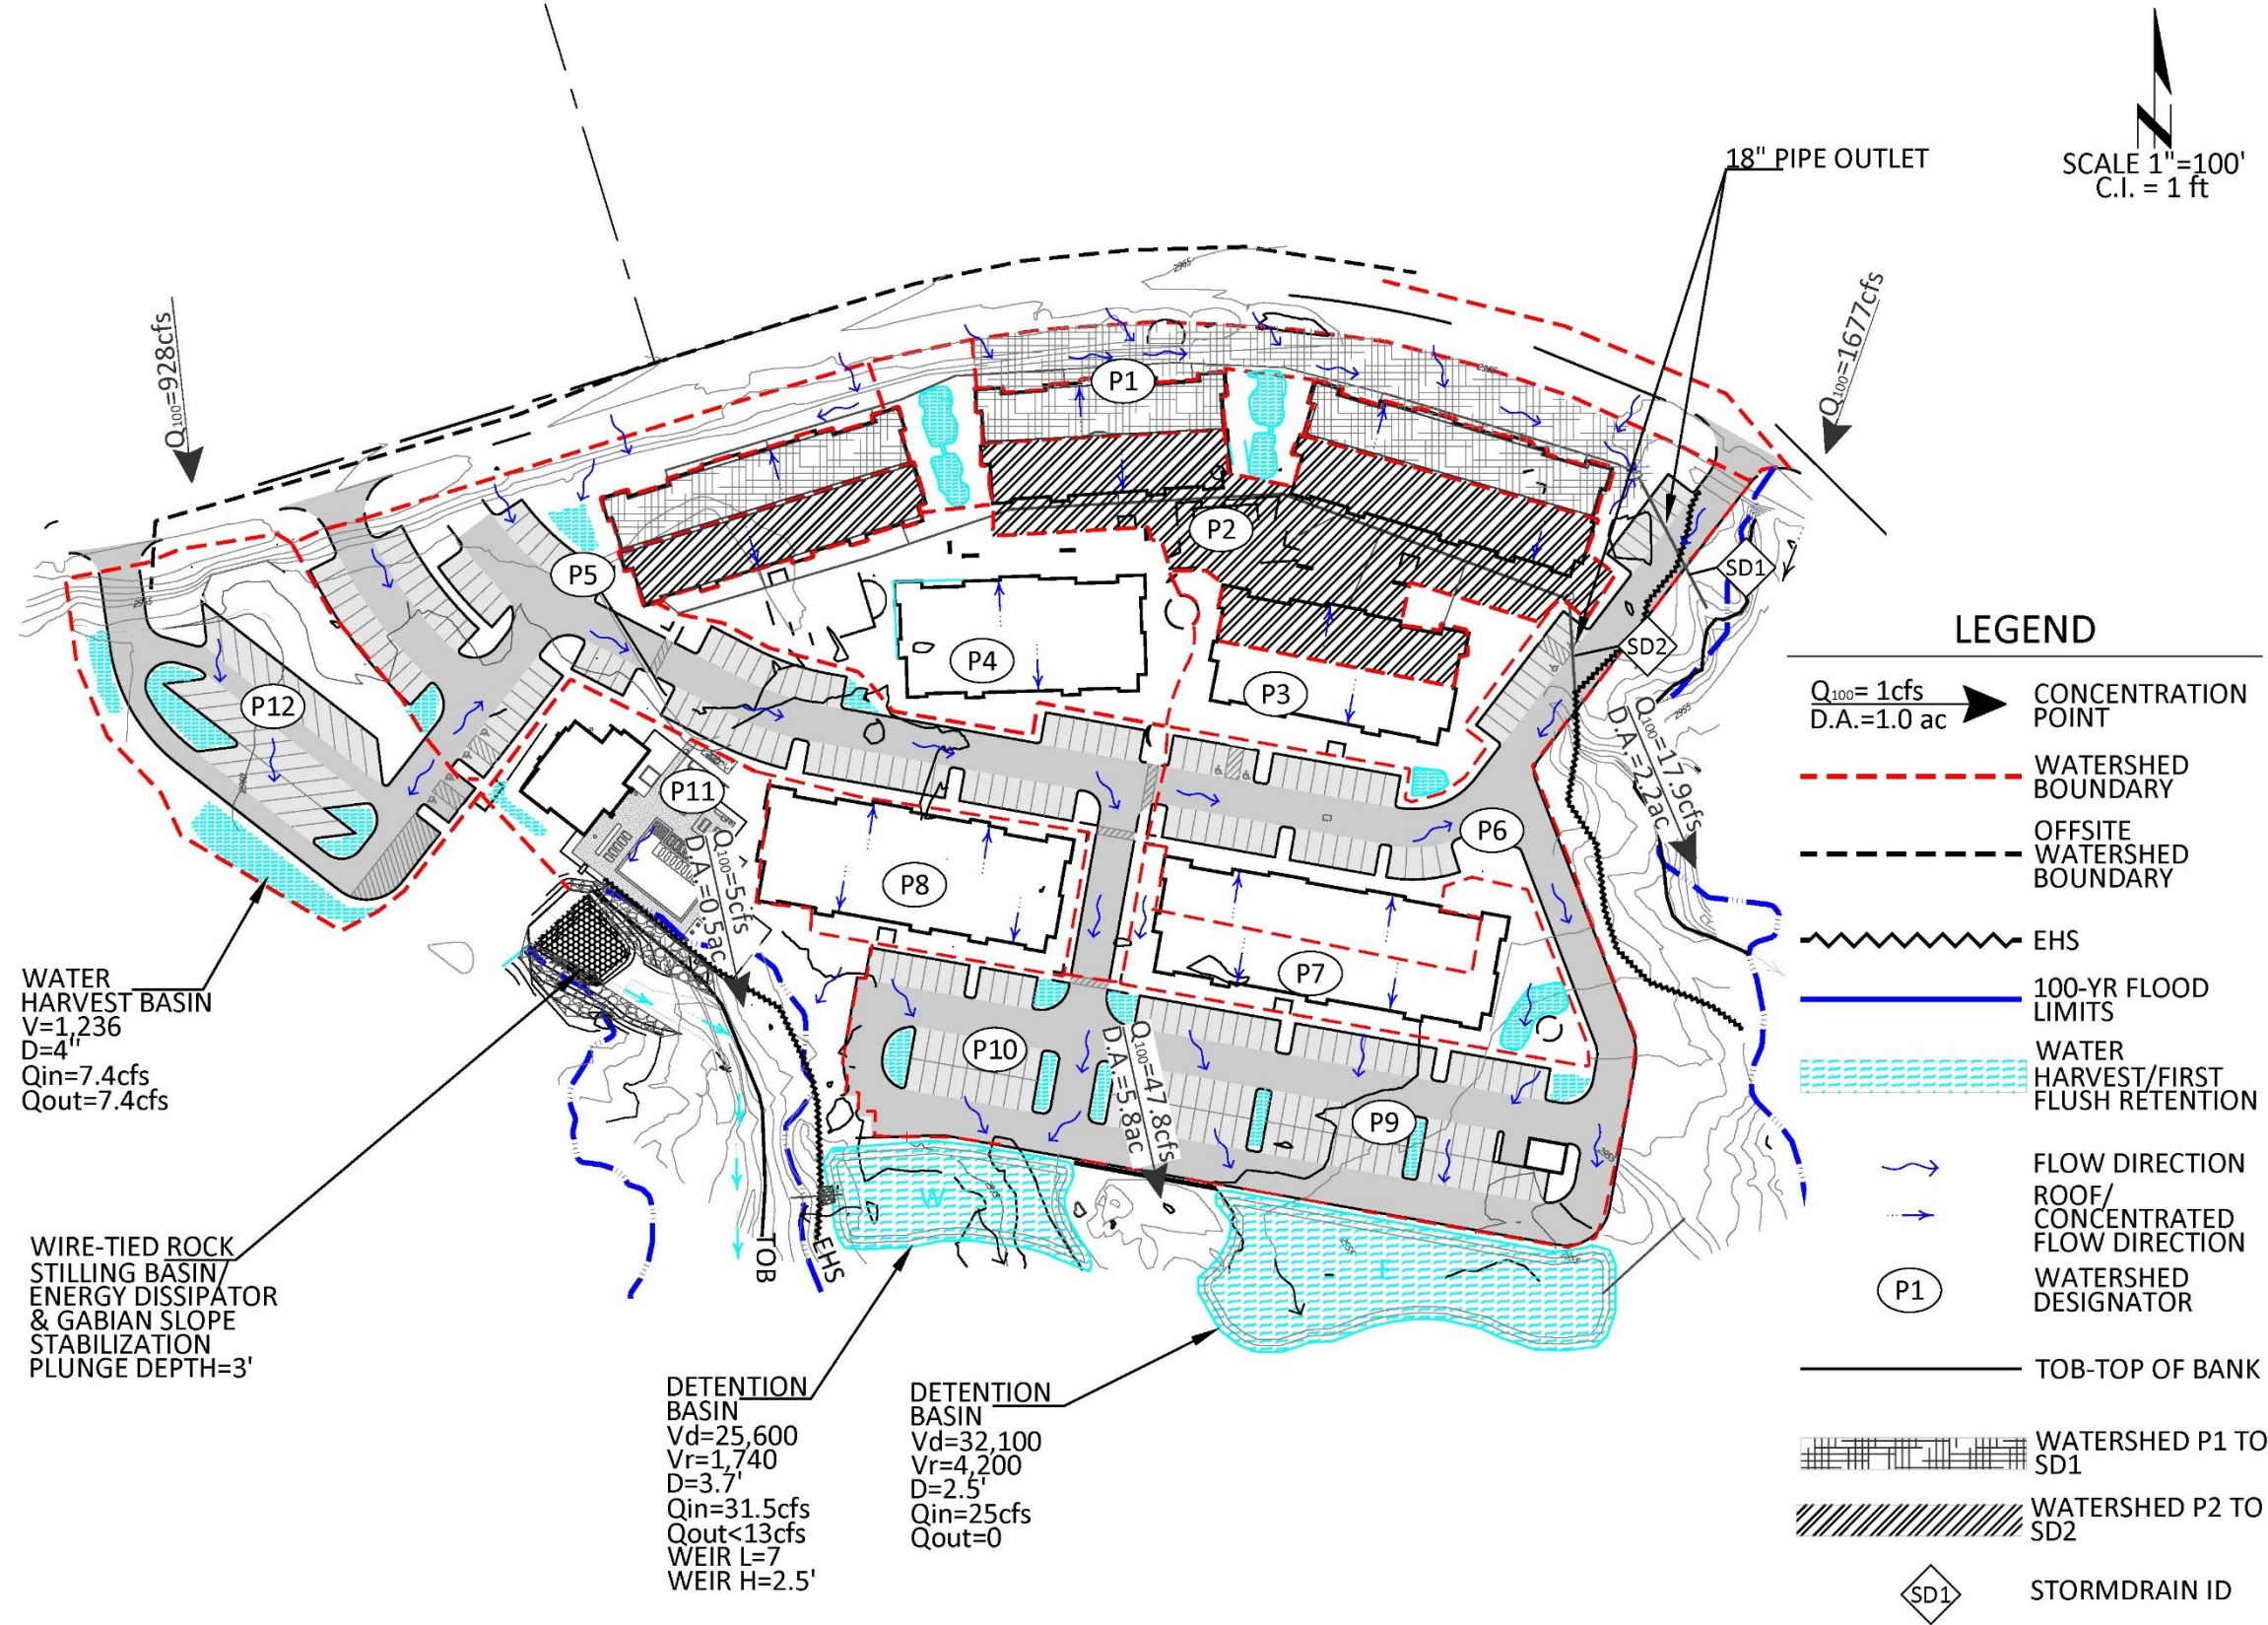 SCALE 1"=100'
C.I. = 1 ft
18" PIPE OUTLET
Q100=928cfs
Q100=1677cfs
2965
2965
2965
P1
P2
P3
P4
P5
P6
P7
P8
P9
P10
P11
P12
SD1
SD2
Q100=17.9cfs
D.A.=2.2ac
2955
Q100=5cfs
D.A.=0.5ac
Q100=47.8cfs
D.A.=5.8ac
W
E
2955
TOB
EHS
WATER
HARVEST BASIN
V=1,236
D=4"
Qin=7.4cfs
Qout=7.4cfs
WIRE-TIED ROCK
STILLING BASIN/
ENERGY DISSIPATOR
& GABIAN SLOPE
STABILIZATION
PLUNGE DEPTH=3'
DETENTION
BASIN
Vd=25,600
Vr=1,740
D=3.7'
Qin=31.5cfs
Qout<13cfs
WEIR L=7
WEIR H=2.5'
DETENTION
BASIN
Vd=32,100
Vr=4,200
D=2.5'
Qin=25cfs
Qout=0
LEGEND
Q100= 1cfs
D.A.=1.0 ac
CONCENTRATION
POINT
WATERSHED
BOUNDARY
OFFSITE
WATERSHED
BOUNDARY
EHS
100-YR FLOOD
LIMITS
WATER
HARVEST/FIRST
FLUSH RETENTION
FLOW DIRECTION
ROOF/
CONCENTRATED
FLOW DIRECTION
P1
WATERSHED
DESIGNATOR
TOB-TOP OF BANK
WATERSHED P1 TO
SD1
WATERSHED P2 TO
SD2
SD1
STORMDRAIN ID